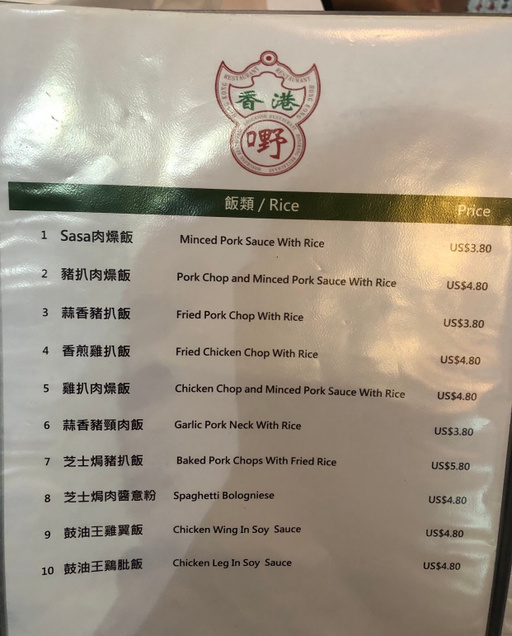 RESTAURANT RESTAURANT
HONG KONG
香港
嘢
飯類 / Rice Price
1 Sasa肉燥飯 Minced Pork Sauce With Rice US$3.80
2 豬扒肉燥飯 Pork Chop and Minced Pork Sauce With Rice US$4.80
3 蒜香豬扒飯 Fried Pork Chop With Rice US$3.80
4 香煎雞扒飯 Fried Chicken Chop With Rice US$4.80
5 雞扒肉燥飯 Chicken Chop and Minced Pork Sauce With Rice US$4.80
6 蒜香豬頸肉飯 Garlic Pork Neck With Rice US$3.80
7 芝士焗豬扒飯 Baked Pork Chops With Fried Rice US$5.80
8 芝士焗肉醬意粉 Spaghetti Bologniese US$4.80
9 鼓油王雞翼飯 Chicken Wing In Soy Sauce US$4.80
10 鼓油王鷄肶飯 Chicken Leg In Soy Sauce US$4.80